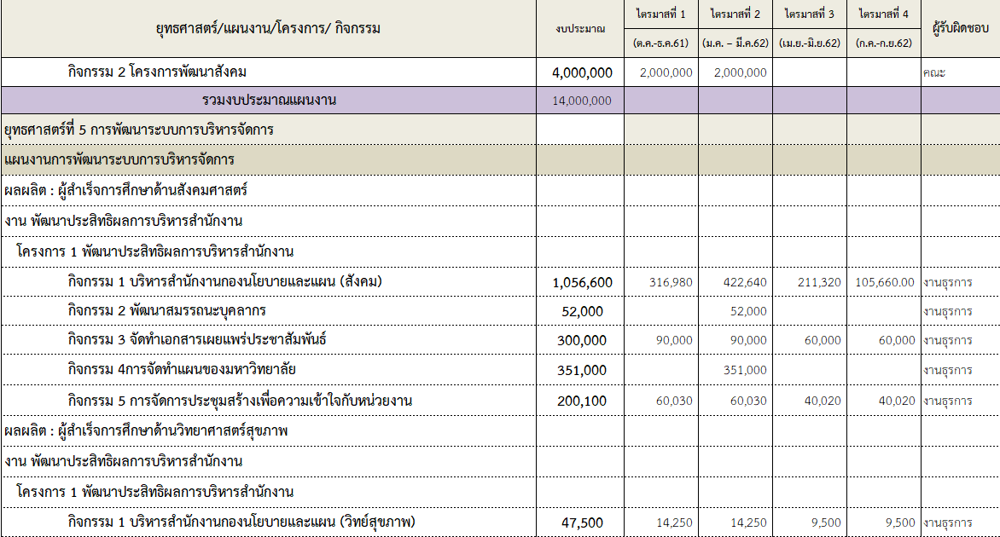 ยุทธศาสตร์/แผนงาน/โครงการ/ กิจกรรม งบประมาณ ไตรมาสที่ 1 ไตรมาสที่ 2 ไตรมาสที่ 3 ไตรมาสที่ 4 ผู้รับผิดชอบ
(ต.ค.-ธ.ค.61) (ม.ค. – มี.ค.62) (เม.ย.-มิ.ย.62) (ก.ค.-ก.ย.62)
กิจกรรม 2 โครงการพัฒนาสังคม 4,000,000 2,000,000 2,000,000 คณะ
รวมงบประมาณแผนงาน 14,000,000
ยุทธศาสตร์ที่ 5 การพัฒนาระบบการบริหารจัดการ
แผนงานการพัฒนาระบบการบริหารจัดการ
ผลผลิต : ผู้สำเร็จการศึกษาด้านสังคมศาสตร์
งาน พัฒนาประสิทธิผลการบริหารสำนักงาน
โครงการ 1 พัฒนาประสิทธิผลการบริหารสำนักงาน
กิจกรรม 1 บริหารสำนักงานกองนโยบายและแผน (สังคม) 1,056,600 316,980 422,640 211,320 105,660.00 งานธุรการ
กิจกรรม 2 พัฒนาสมรรถนะบุคลากร 52,000 52,000 งานธุรการ
กิจกรรม 3 จัดทำเอกสารเผยแพร่ประชาสัมพันธ์ 300,000 90,000 90,000 60,000 60,000 งานธุรการ
กิจกรรม 4การจัดทำแผนของมหาวิทยาลัย 351,000 351,000 งานธุรการ
กิจกรรม 5 การจัดการประชุมสร้างเพื่อความเข้าใจกับหน่วยงาน 200,100 60,030 60,030 40,020 40,020 งานธุรการ
ผลผลิต : ผู้สำเร็จการศึกษาด้านวิทยาศาสตร์สุขภาพ
งาน พัฒนาประสิทธิผลการบริหารสำนักงาน
โครงการ 1 พัฒนาประสิทธิผลการบริหารสำนักงาน
กิจกรรม 1 บริหารสำนักงานกองนโยบายและแผน (วิทย์สุขภาพ) 47,500 14,250 14,250 9,500 9,500 งานธุรการ